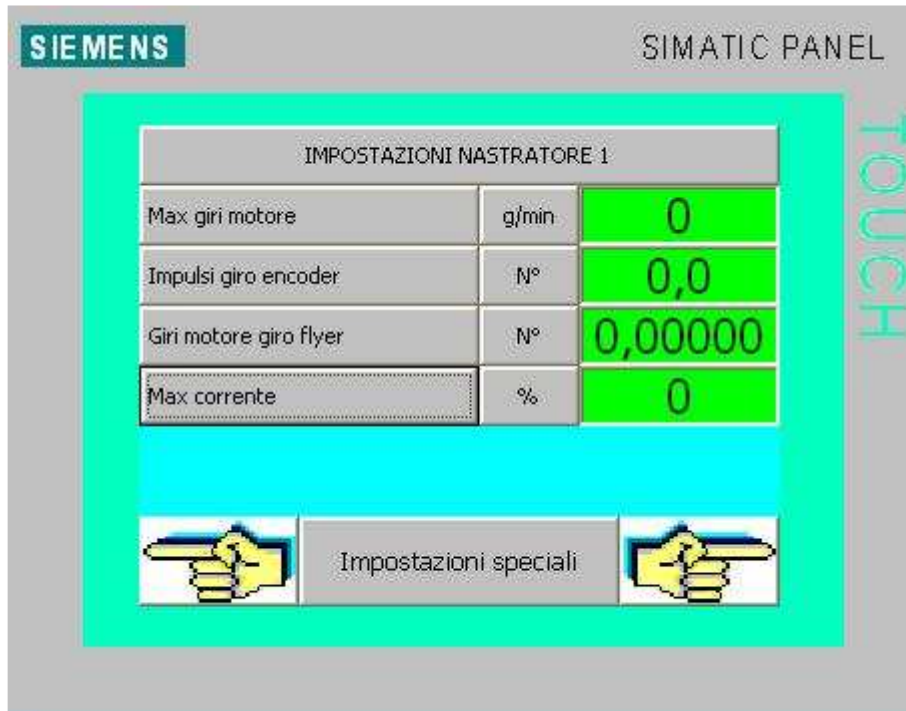 SIEMENS
SIMATIC PANEL
TOUCH
IMPOSTAZIONI NASTRATORE 1
Max giri motore g/min 0
Impulsi giro encoder N° 0,0
Giri motore giro flyer N° 0,00000
Max corrente % 0
Impostazioni speciali